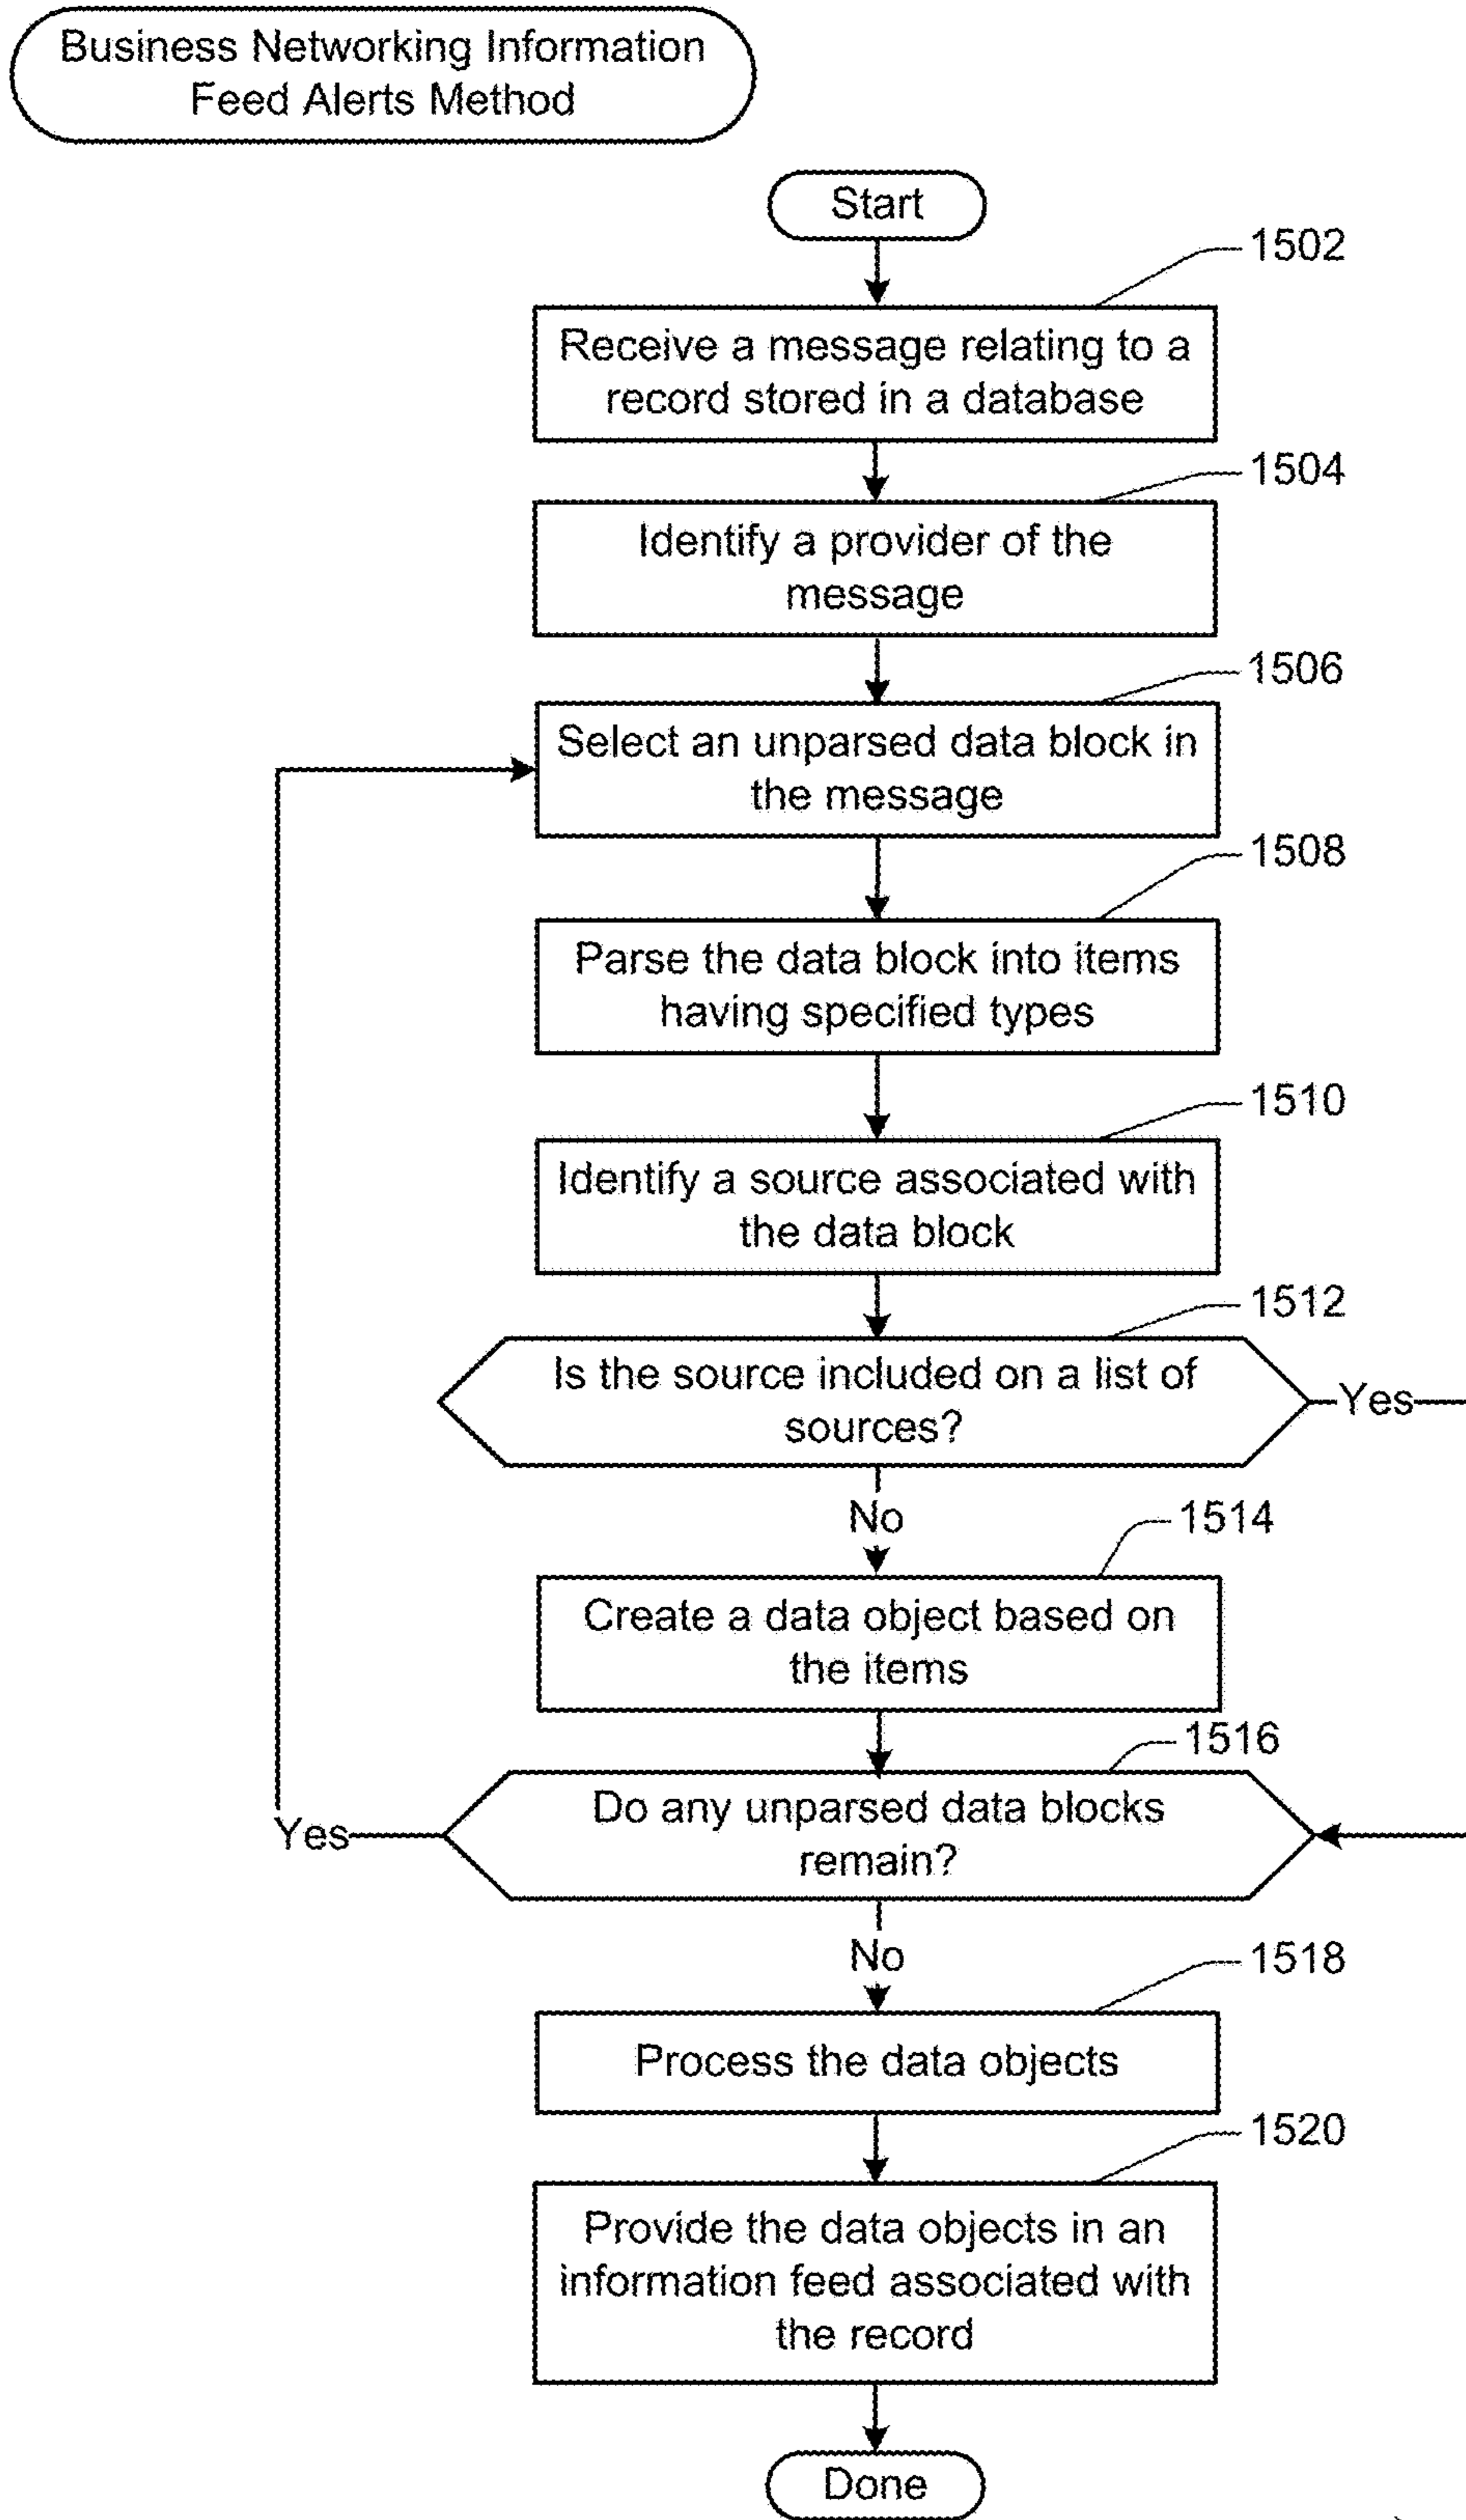 Business Networking Information
Feed Alerts Method
Start
1502
Receive a message relating to a
record stored in a database
1504
Identify a provider of the
message
1506
Select an unparsed data block in
the message
1508
Parse the data block into items
having specified types
1510
Identify a source associated with
the data block
1512
Is the source included on a list of
sources?
Yes
No
1514
Create a data object based on
the items
1516
Do any unparsed data blocks
remain?
Yes
No
1518
Process the data objects
1520
Provide the data objects in an
information feed associated with
the record
Done